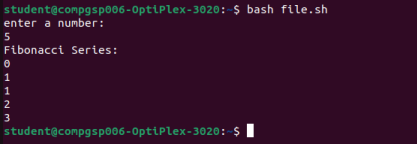 student@compgsp006-OptiPlex-3020:~$ bash file.sh
enter a number:
5
Fibonacci Series:
0
1
1
2
3
student@compgsp006-OptiPlex-3020:~$